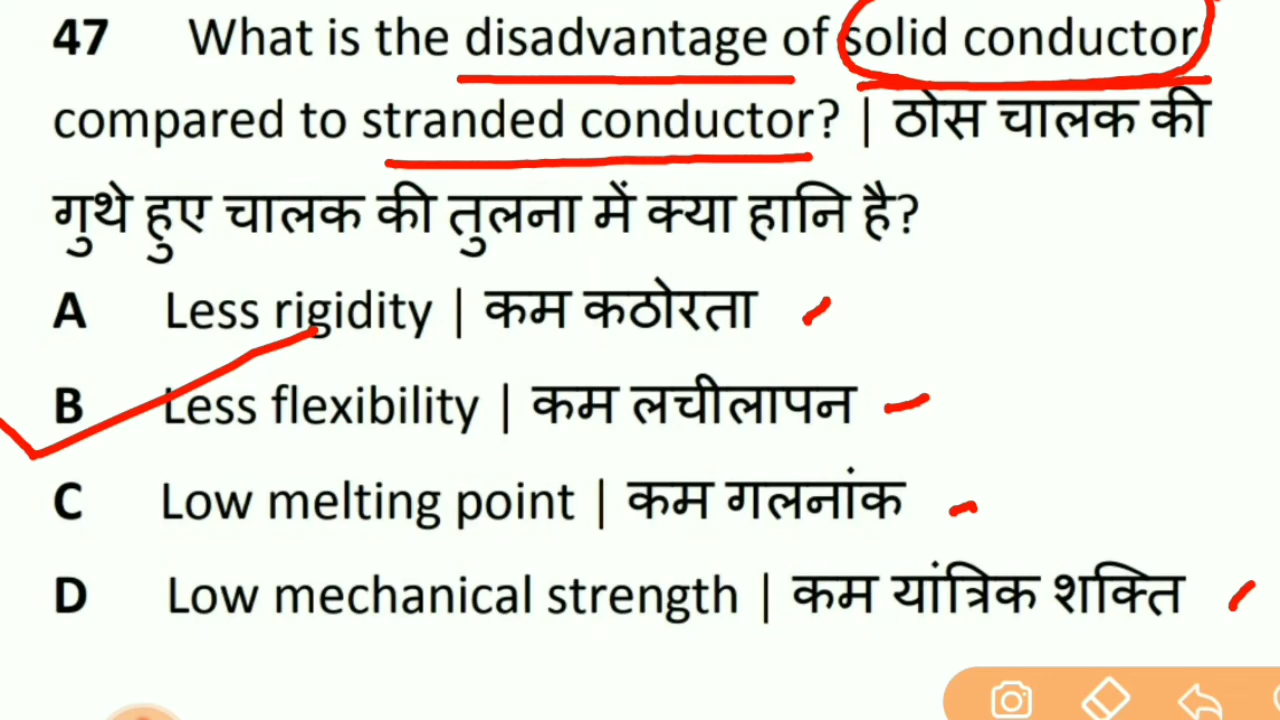 47 What is the disadvantage of solid conductor
compared to stranded conductor? | ठोस चालक की
गुथे हुए चालक की तुलना में क्या हानि है?
A Less rigidity | कम कठोरता
B Less flexibility | कम लचीलापन
C Low melting point | कम गलनांक
D Low mechanical strength | कम यांत्रिक शक्ति